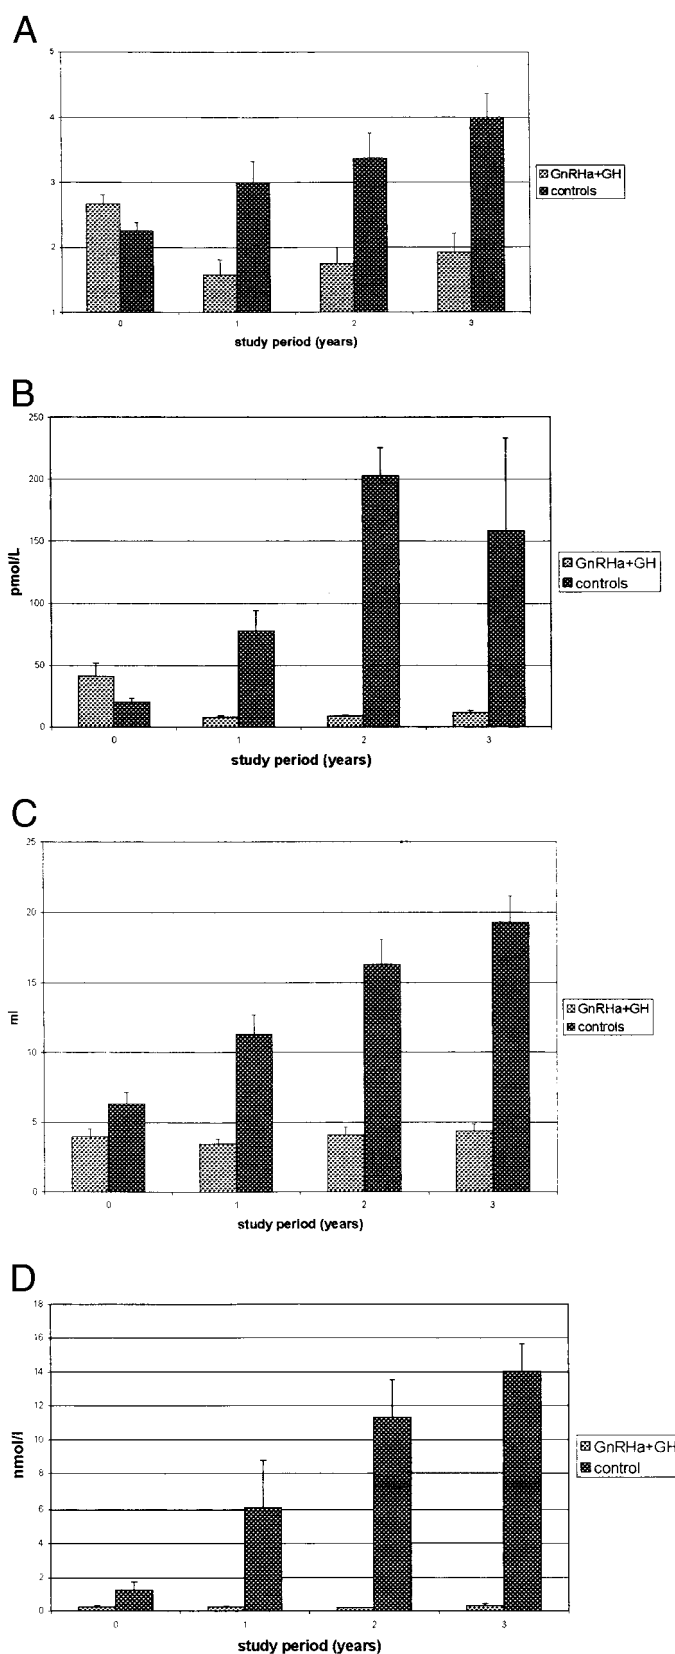 A
5
4
3
2
1
0 1 2 3
study period (years)
GnRHa+GH
controls
B
250
200
150
100
50
0
pmol/L
0 1 2 3
study period (years)
GnRHa+GH
controls
C
25
20
15
10
5
0
ml
0 1 2 3
study period (years)
GnRHa+GH
controls
D
18
16
14
12
10
8
6
4
2
0
nmol/l
0 1 2 3
study period (years)
GnRHa+GH
control